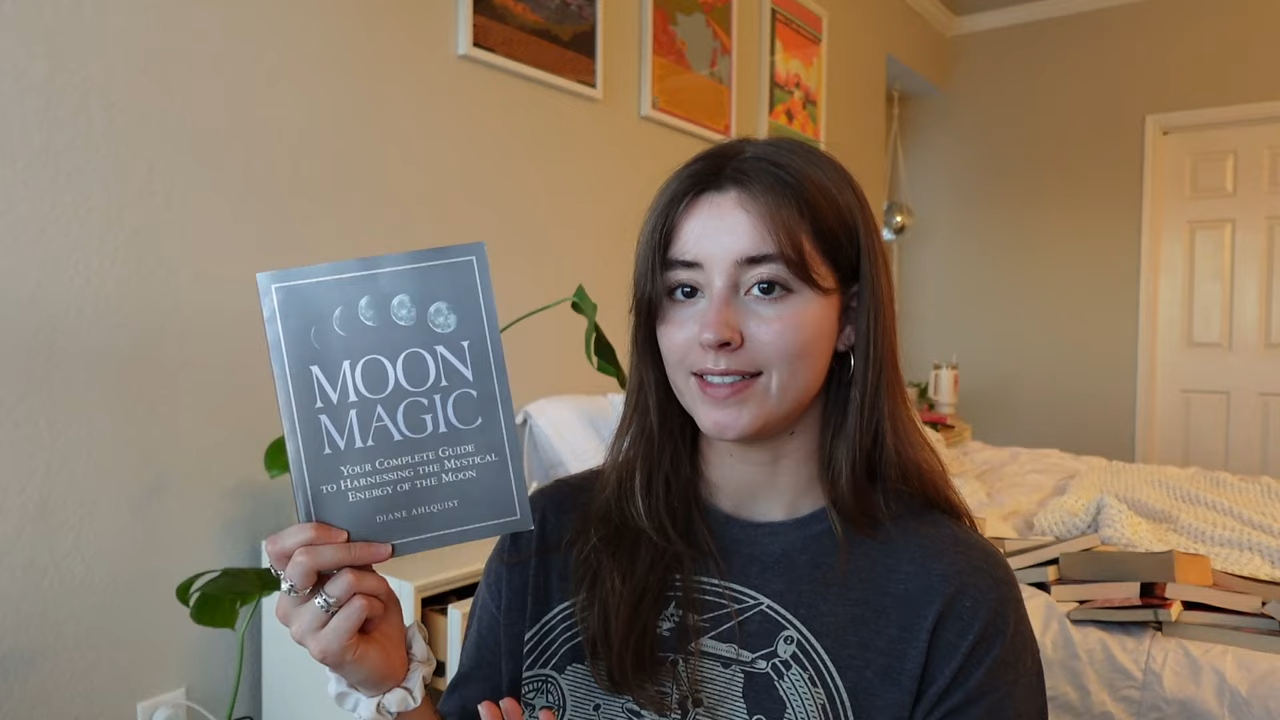 MOON
MAGIC
YOUR COMPLETE GUIDE
TO HARNESSING THE MYSTICAL
ENERGY OF THE MOON
DIANE AHLQUIST